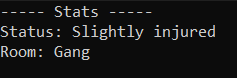 ----- Stats -----
Status: Slightly injured
Room: Gang